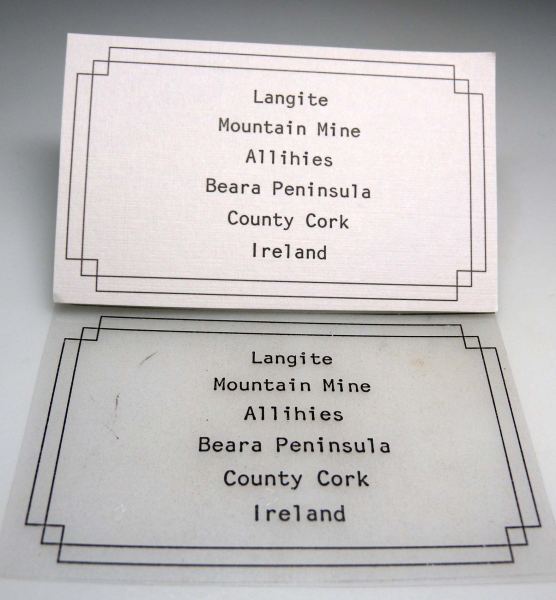 Langite
Mountain Mine
Allihies
Beara Peninsula
County Cork
Ireland
Langite
Mountain Mine
Allihies
Beara Peninsula
County Cork
Ireland